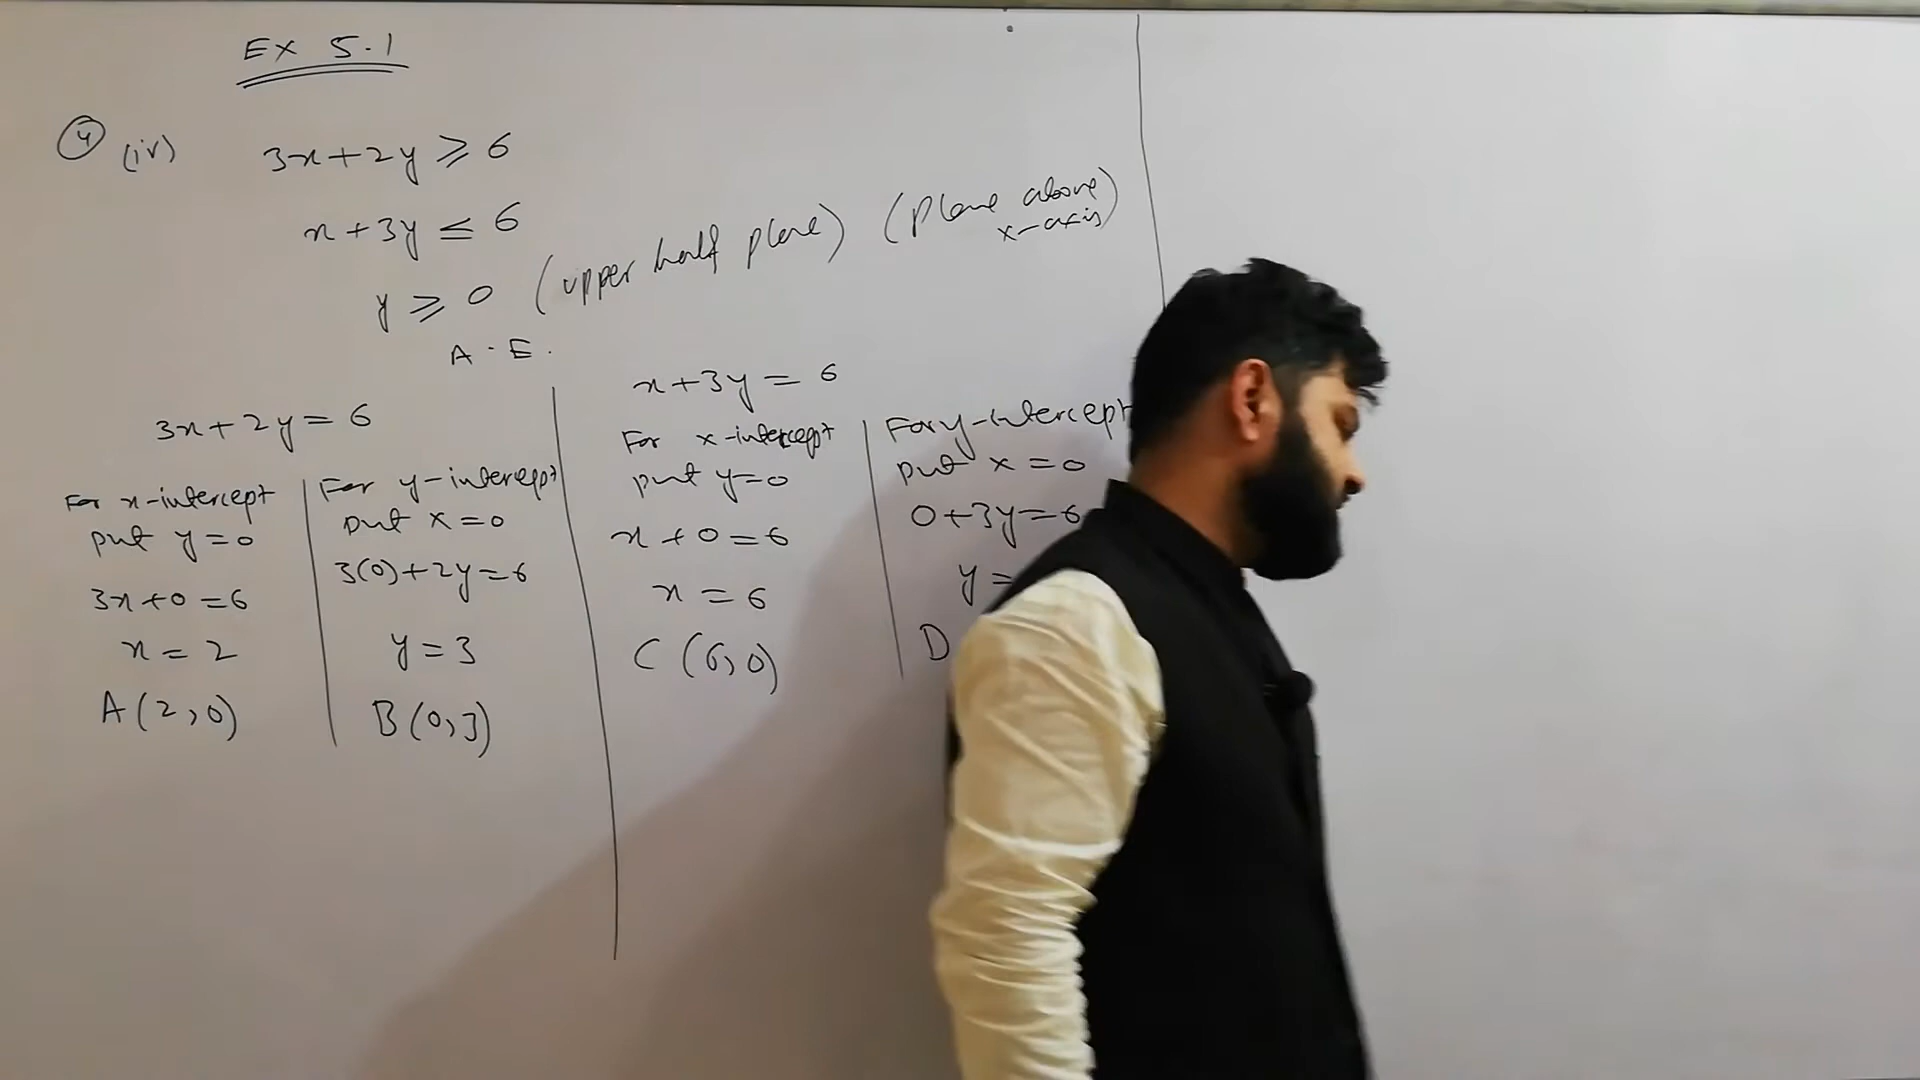 EX 5.1
4 (iv) 3x+2y ≥ 6
x+3y ≤ 6
y ≥ 0 (upper half plane) (plane above x-axis)
A.E.
3x+2y = 6
For x-intercept
put y=0
3x+0=6
x=2
A(2,0)
For y-intercept
put x=0
3(0)+2y=6
y=3
B(0,3)
x+3y=6
For x-intercept
put y=0
x+0=6
x=6
C(6,0)
For y-intercept
put x=0
0+3y=6
y=
D